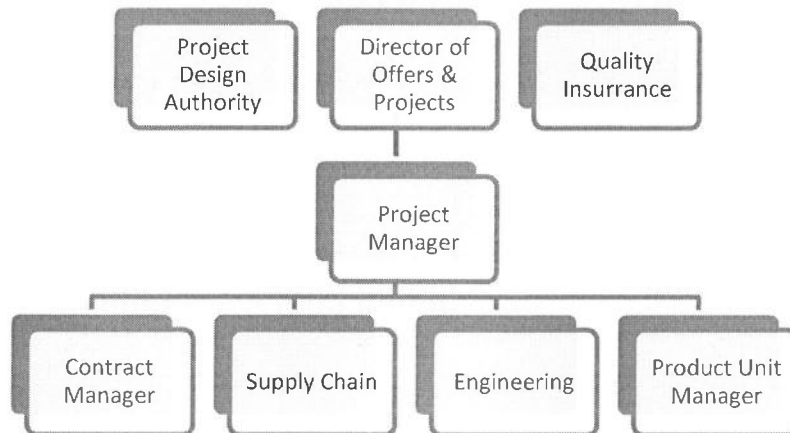 Project
Design
Authority
Director of
Offers &
Projects
Quality
Insurrance
Project
Manager
Contract
Manager
Supply Chain
Engineering
Product Unit
Manager